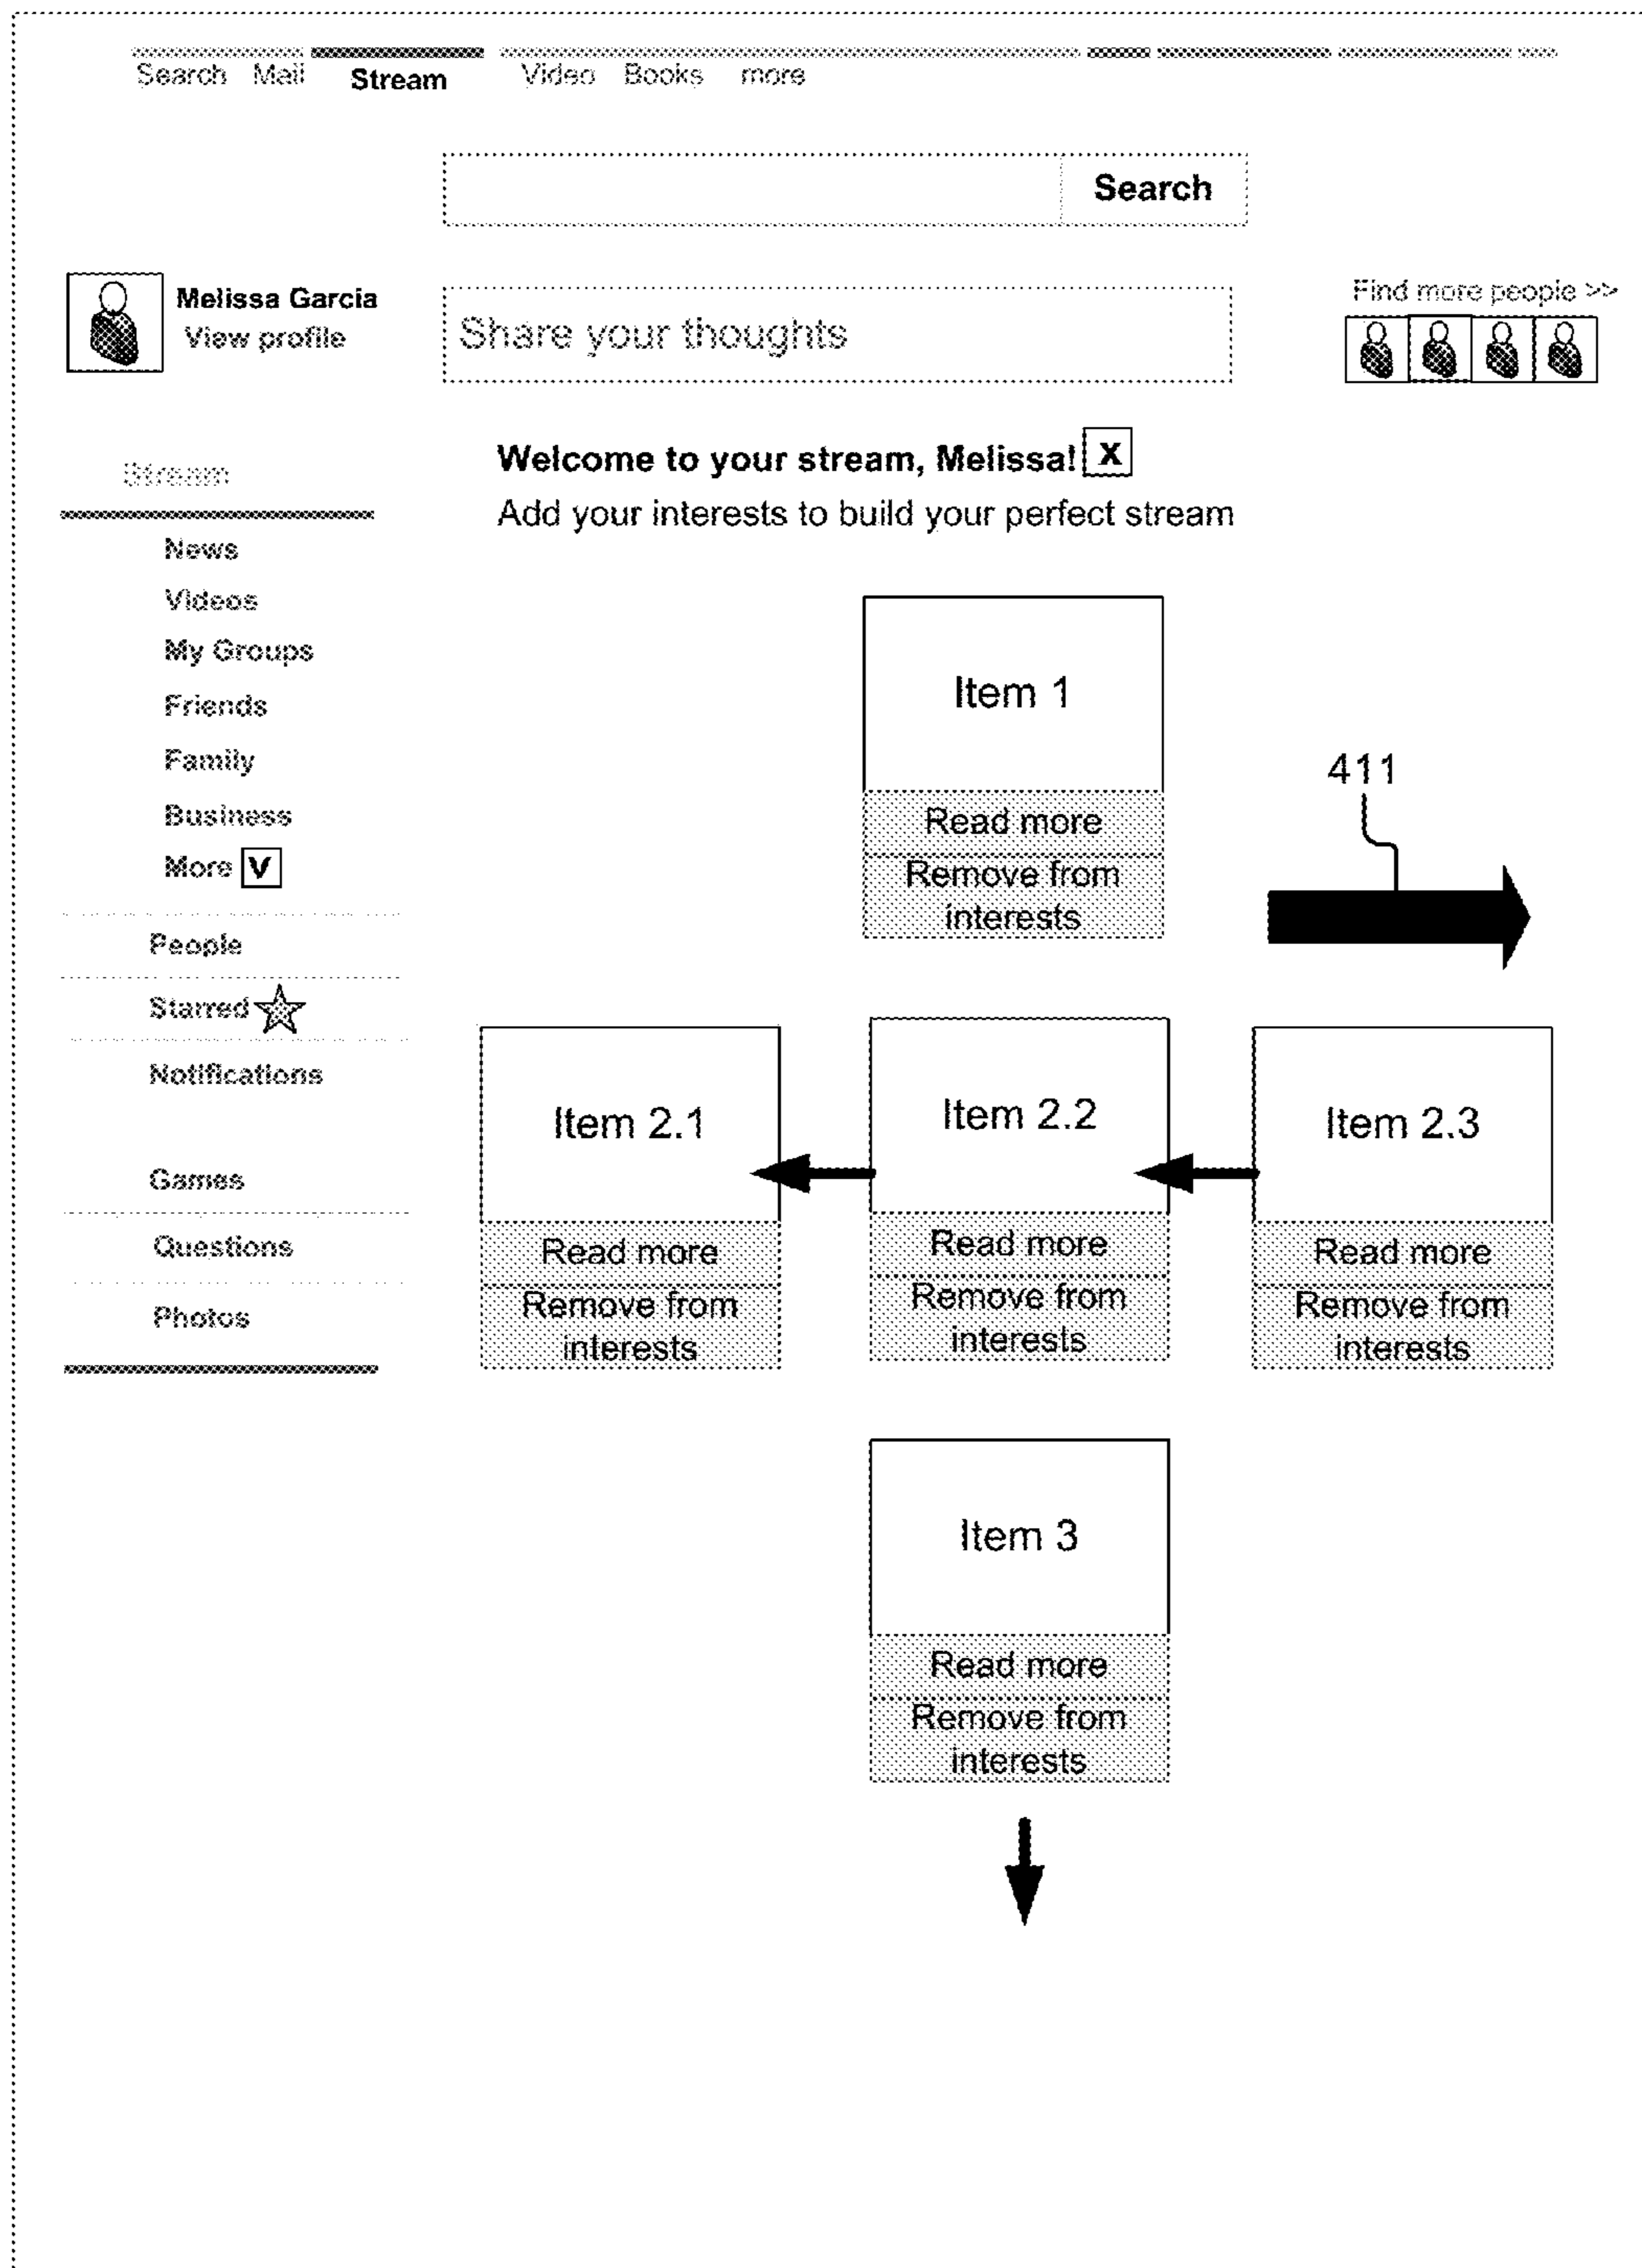 Search Mail Stream Video Books more
Search
Melissa Garcia
View profile
Share your thoughts
Find more people >>
Welcome to your stream, Melissa! X
Add your interests to build your perfect stream
Stream
News
Videos
My Groups
Friends
Family
Business
More V
People
Starred
Notifications
Games
Questions
Photos
Item 1
Read more
Remove from
interests
411
Item 2.1
Read more
Remove from
interests
Item 2.2
Read more
Remove from
interests
Item 2.3
Read more
Remove from
interests
Item 3
Read more
Remove from
interests